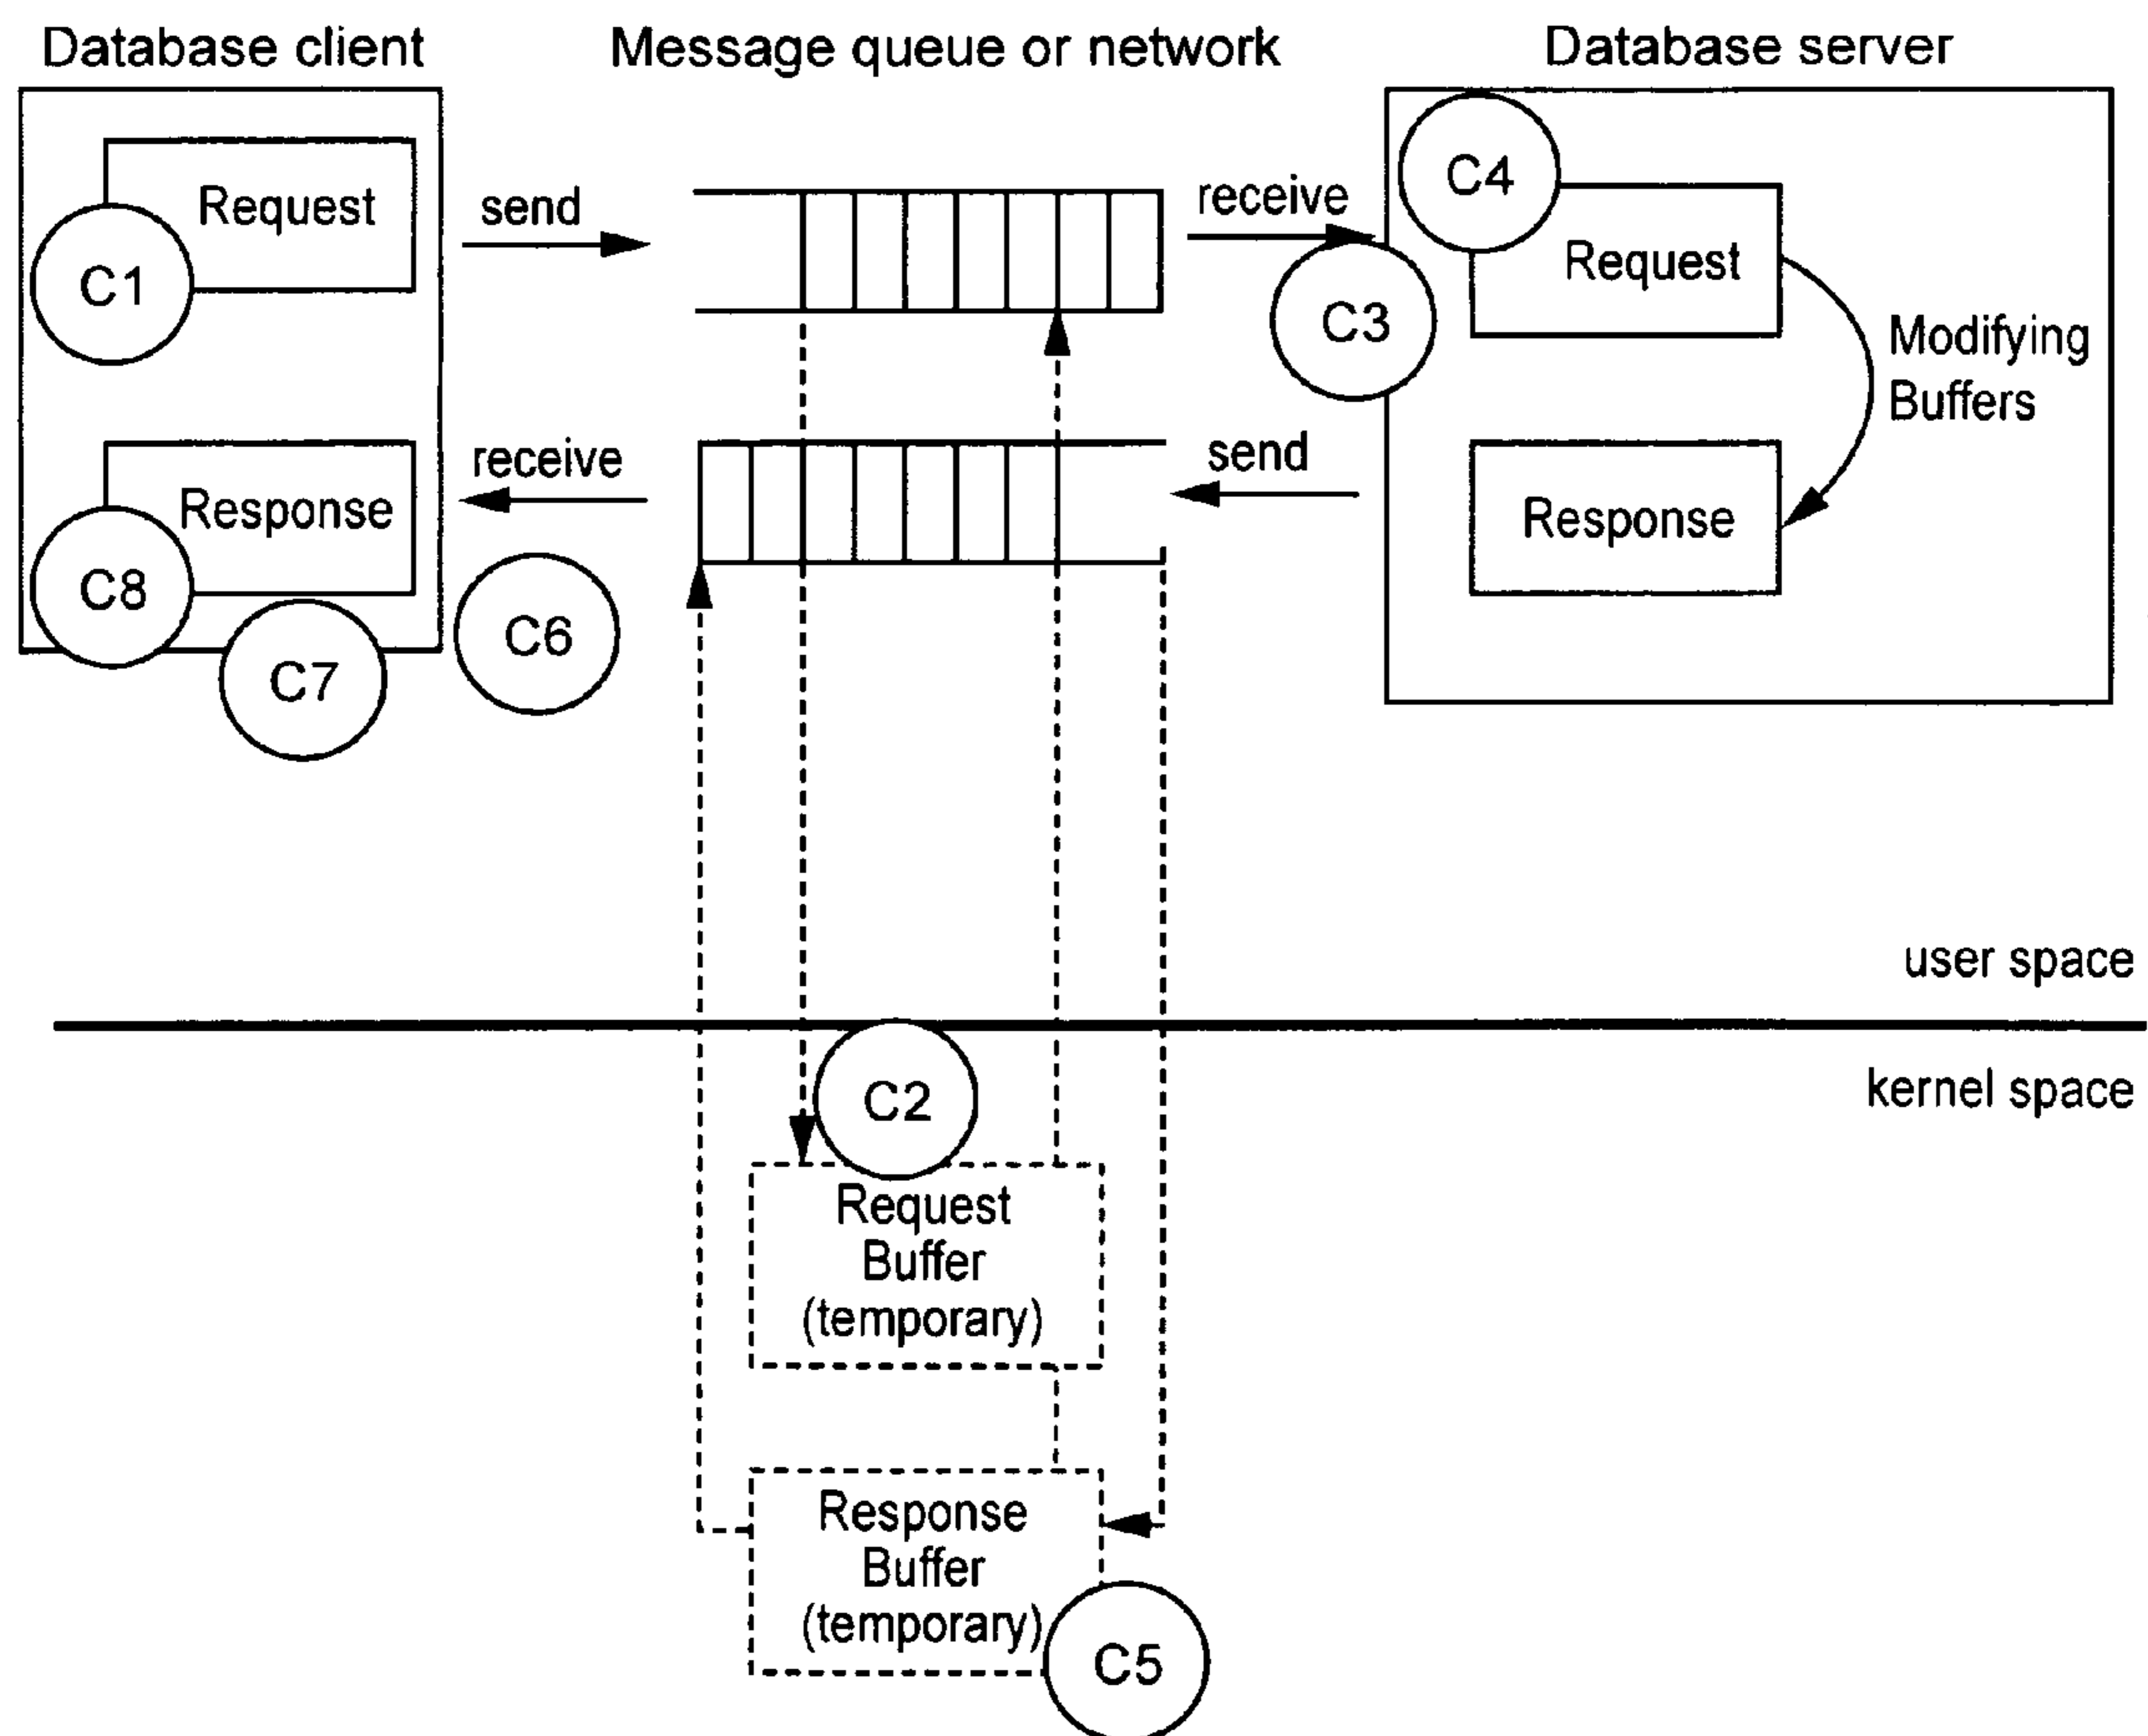 Database client
Message queue or network
Database server
Request
C1
send
receive
C4
Request
C3
Modifying
Buffers
Response
C8
C7
receive
C6
send
Response
user space
kernel space
C2
Request
Buffer
(temporary)
Response
Buffer
(temporary)
C5